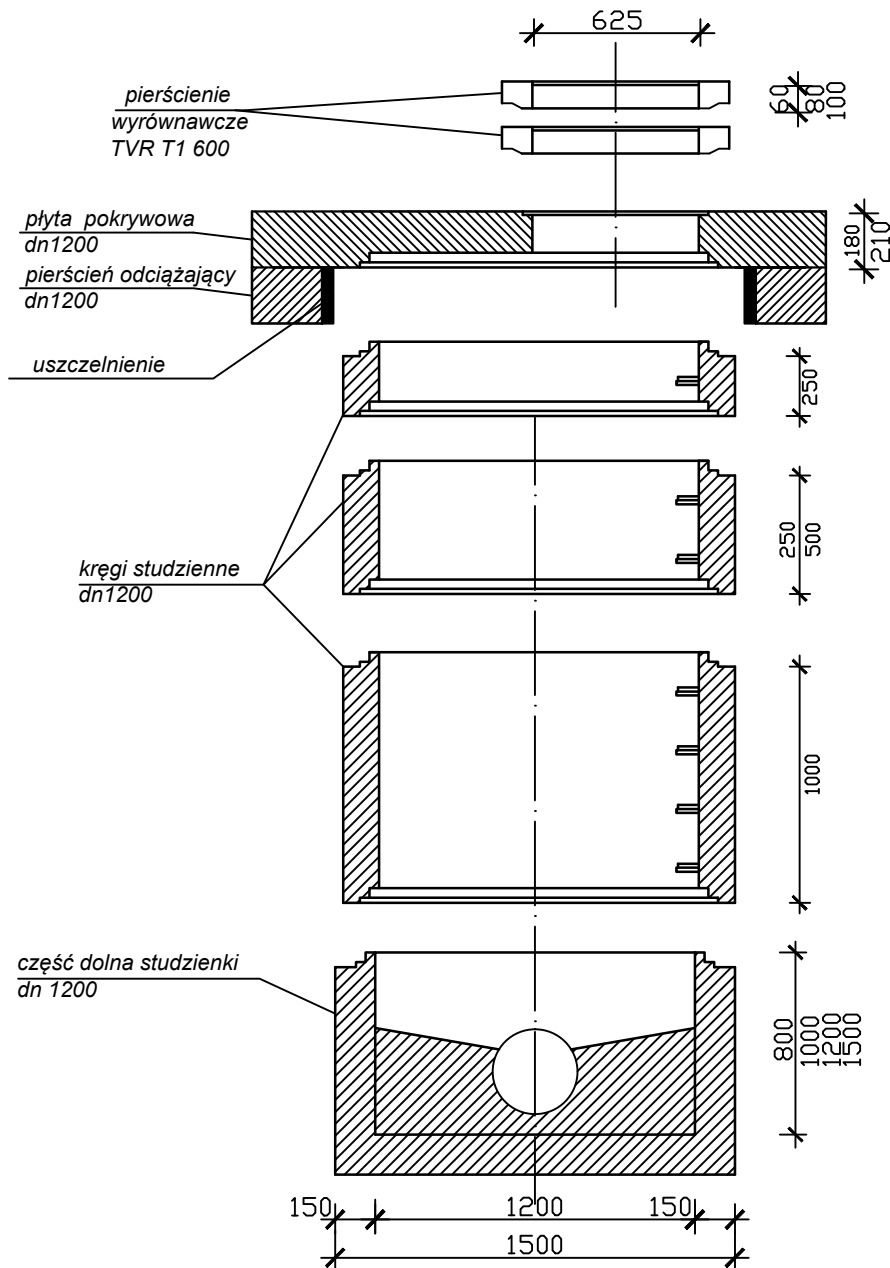 625
pierścienie
wyrównawcze
TVR T1 600
60
80
100
płyta pokrywowa
dn1200
pierścień odciążający
dn1200
180
210
uszczelnienie
250
250
500
kręgi studzienne
dn1200
1000
część dolna studzienki
dn 1200
800
1000
1200
1500
150
1200
150
1500